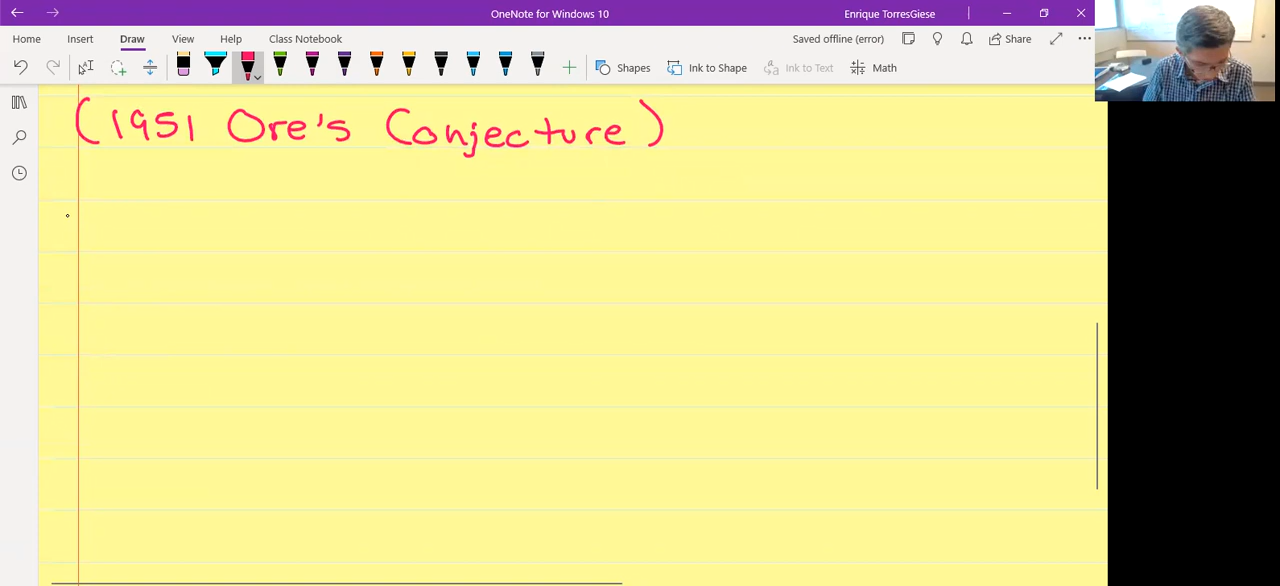 OneNote for Windows 10
Enrique TorresGiese
Home Insert Draw View Help Class Notebook
Saved offline (error) Share
Shapes Ink to Shape Ink to Text Math
(1951 Ore's Conjecture)